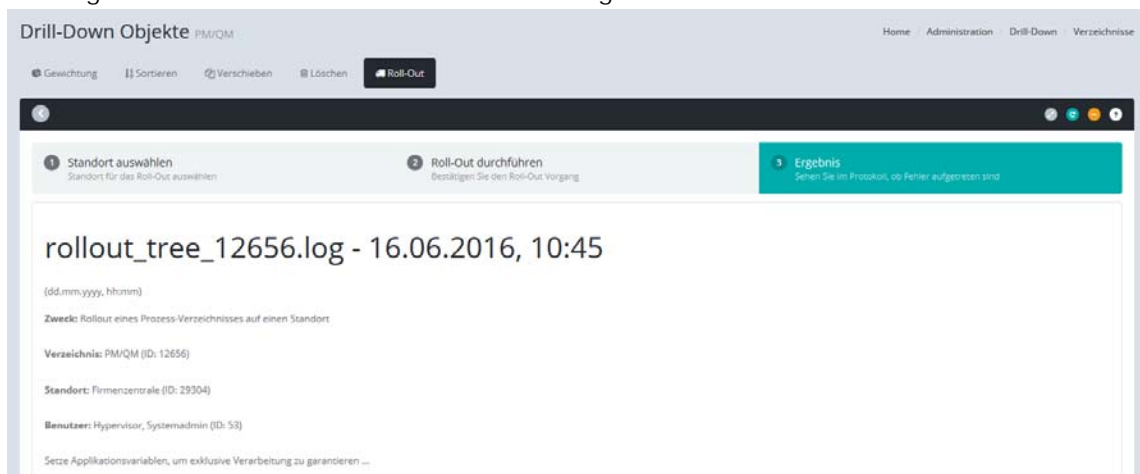 Drill-Down Objekte PM/QM
Home Administration Drill-Down Verzeichnisse
Gewichtung Sortieren Verschieben Löschen Roll-Out
1 Standort auswählen
Standort für das Roll-Out auswählen
2 Roll-Out durchführen
Bestätigen Sie den Roll-Out Vorgang
3 Ergebnis
Sehen Sie im Protokoll, ob Fehler aufgetreten sind
rollout_tree_12656.log - 16.06.2016, 10:45
(dd.mm.yyyy, hh:mm)
Zweck: Rollout eines Prozess-Verzeichnisses auf einen Standort
Verzeichnis: PM/QM (ID: 12656)
Standort: Firmenzentrale (ID: 29304)
Benutzer: Hypervisor, Systemadmin (ID: 53)
Setze Applikationsvariablen, um exklusive Verarbeitung zu garantieren ...